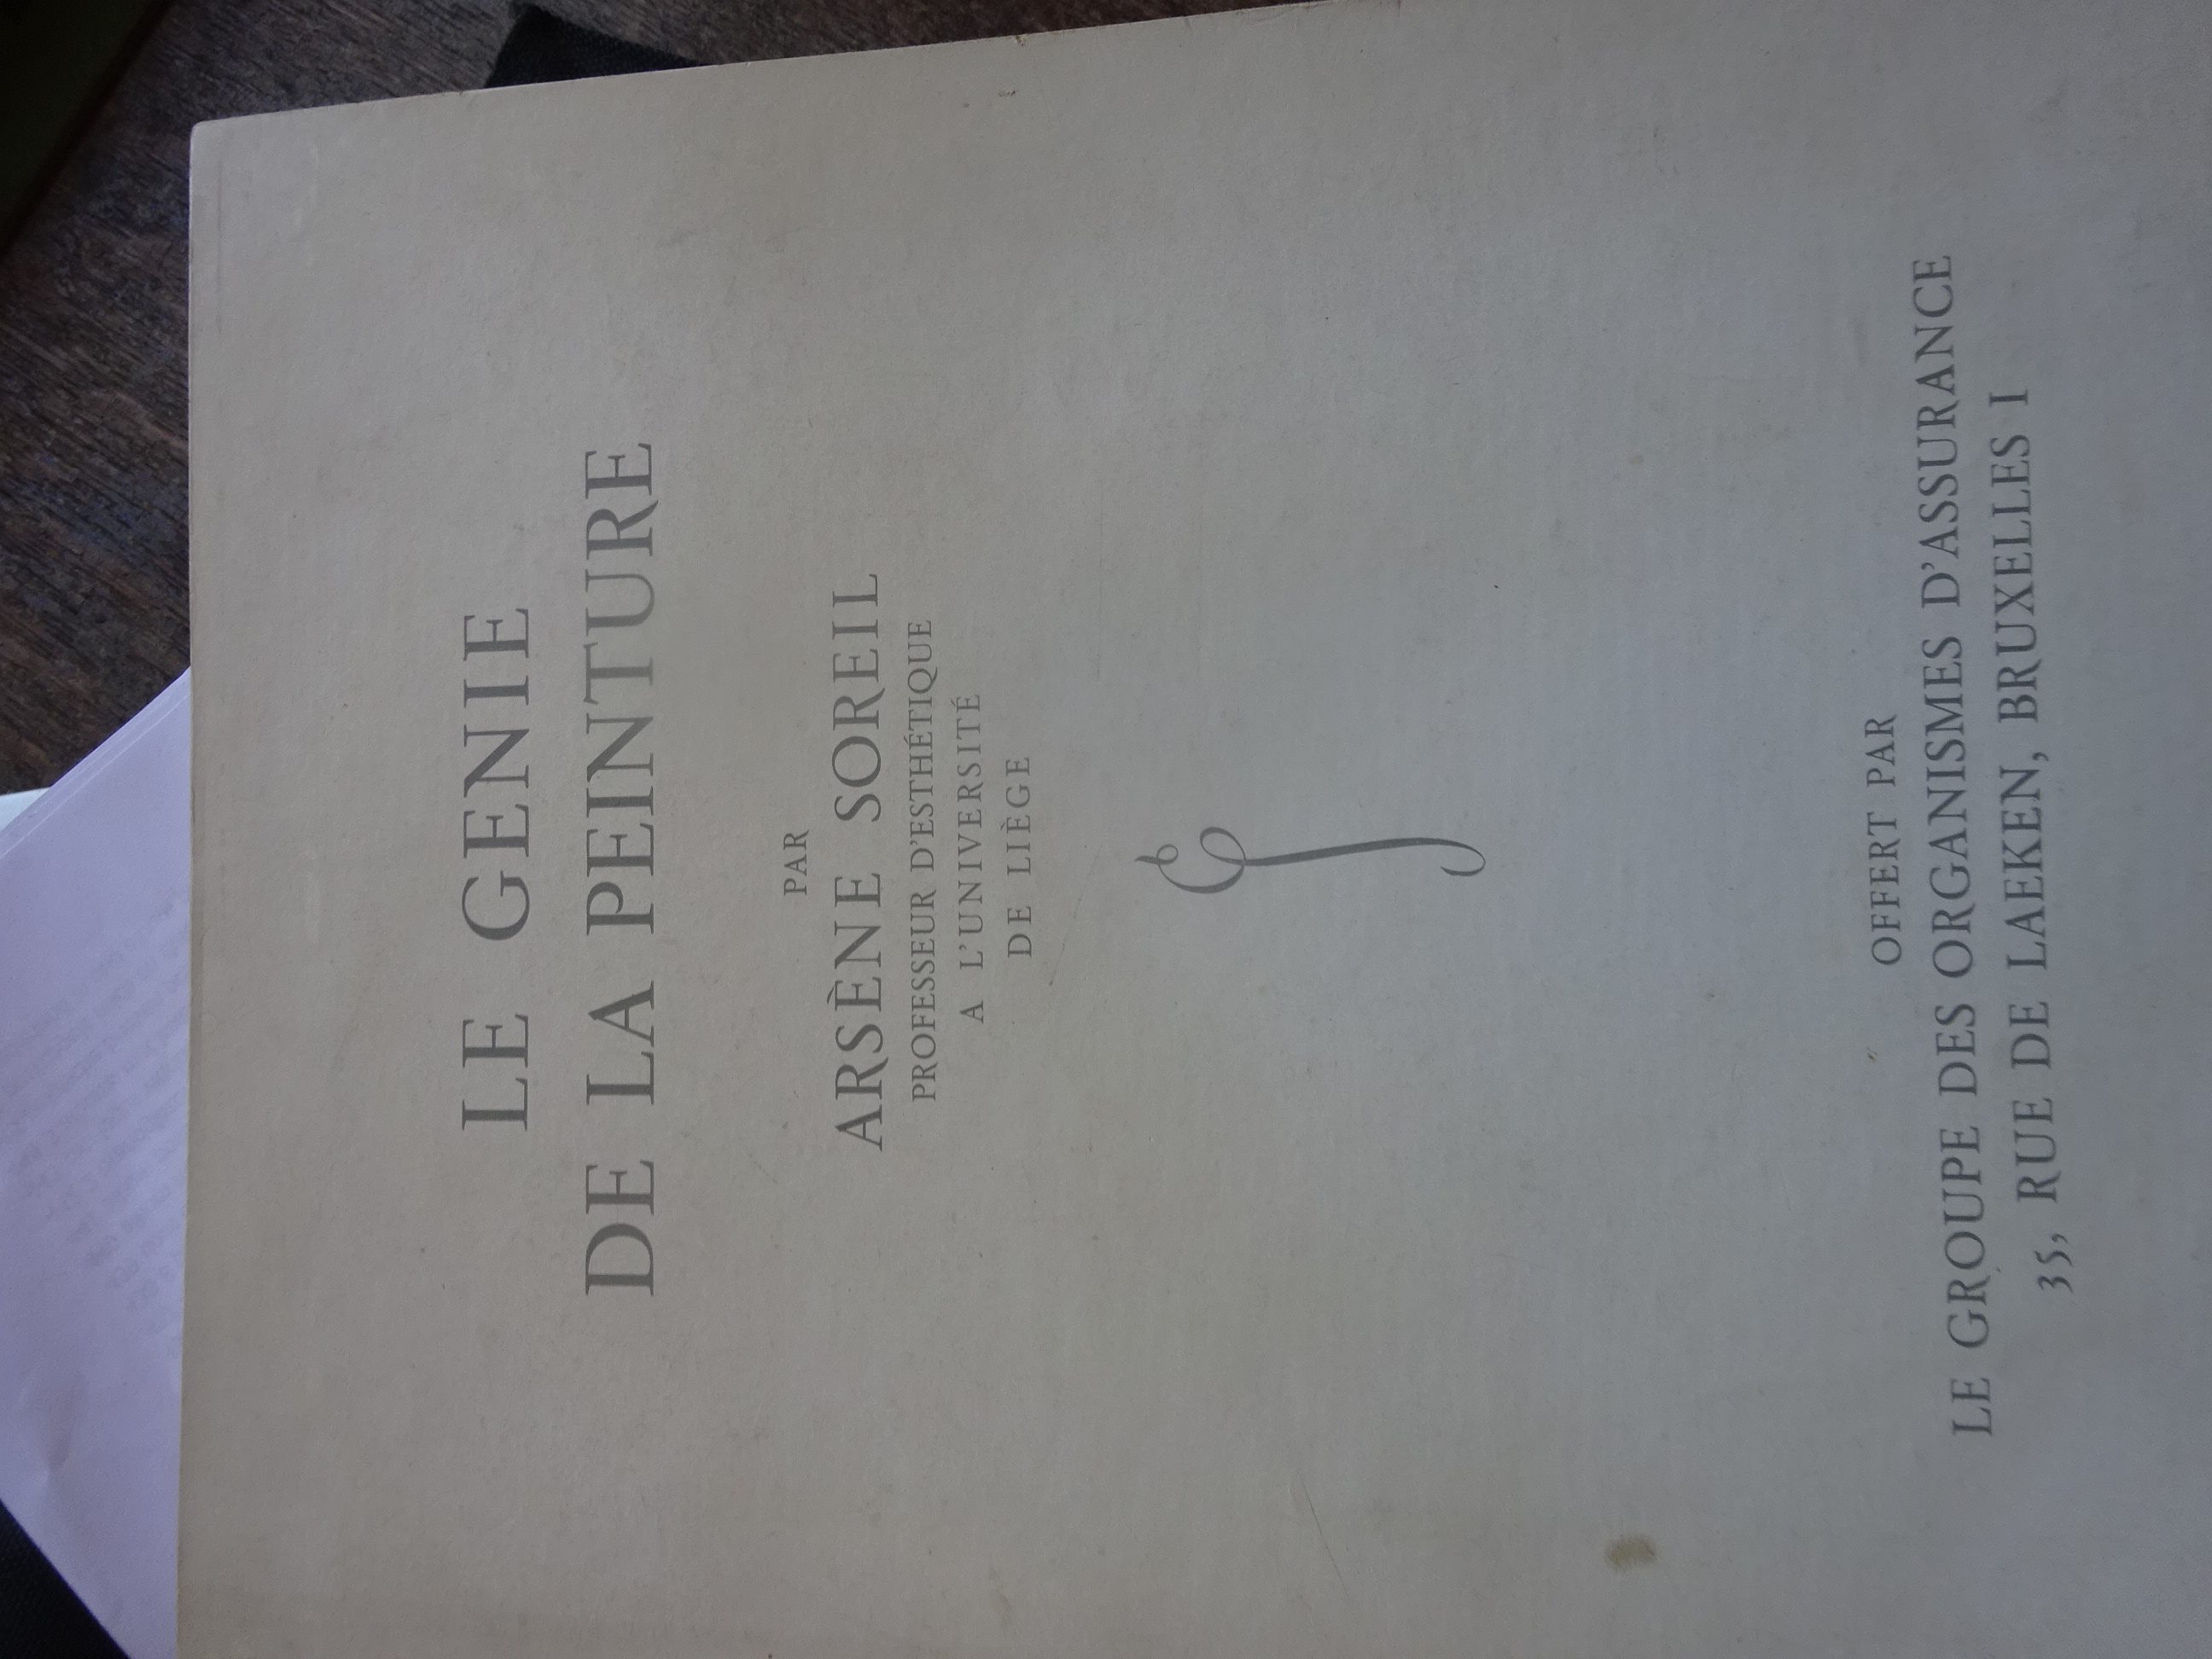 LE GENIE
DE LA PEINTURE
PAR
ARSÈNE SOREIL
PROFESSEUR D'ESTHÉTIQUE
A L'UNIVERSITÉ
DE LIÈGE
OFFERT PAR
LE GROUPE DES ORGANISMES D'ASSURANCE
35, RUE DE LAEKEN, BRUXELLES I